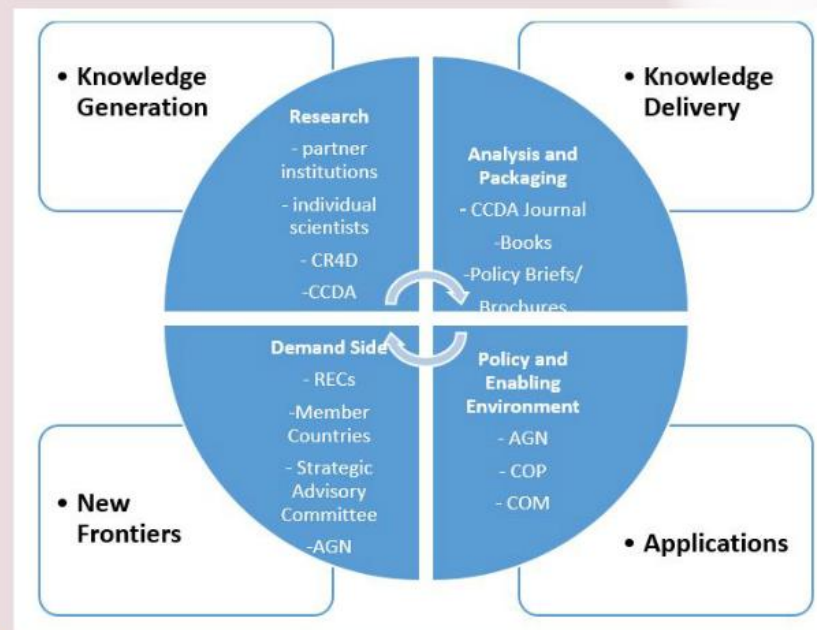 • Knowledge
Generation
Research
- partner
institutions
- individual
scientists
- CR4D
-CCDA
• Knowledge
Delivery
Analysis and
Packaging
- CCDA Journal
-Books
-Policy Briefs/
Brochures
Demand Side
- RECs
-Member
Countries
- Strategic
Advisory
Committee
-AGN
• New
Frontiers
Policy and
Enabling
Environment
- AGN
- COP
- COM
• Applications